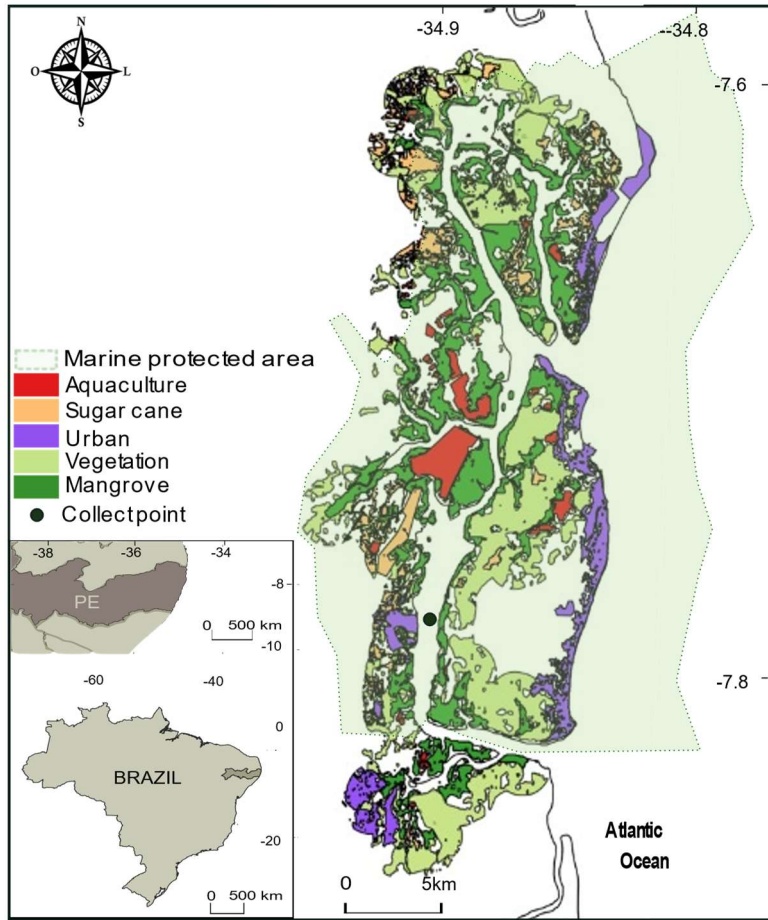 N
O
L
S
-34.9
--34.8
-7.6
Marine protected area
Aquaculture
Sugar cane
Urban
Vegetation
Mangrove
Collect point
-38
-36
-34
-8
PE
0 500 km
-10
-60
-40
0
BRAZIL
-20
0 500 km
-7.8
0 5km
Atlantic
Ocean